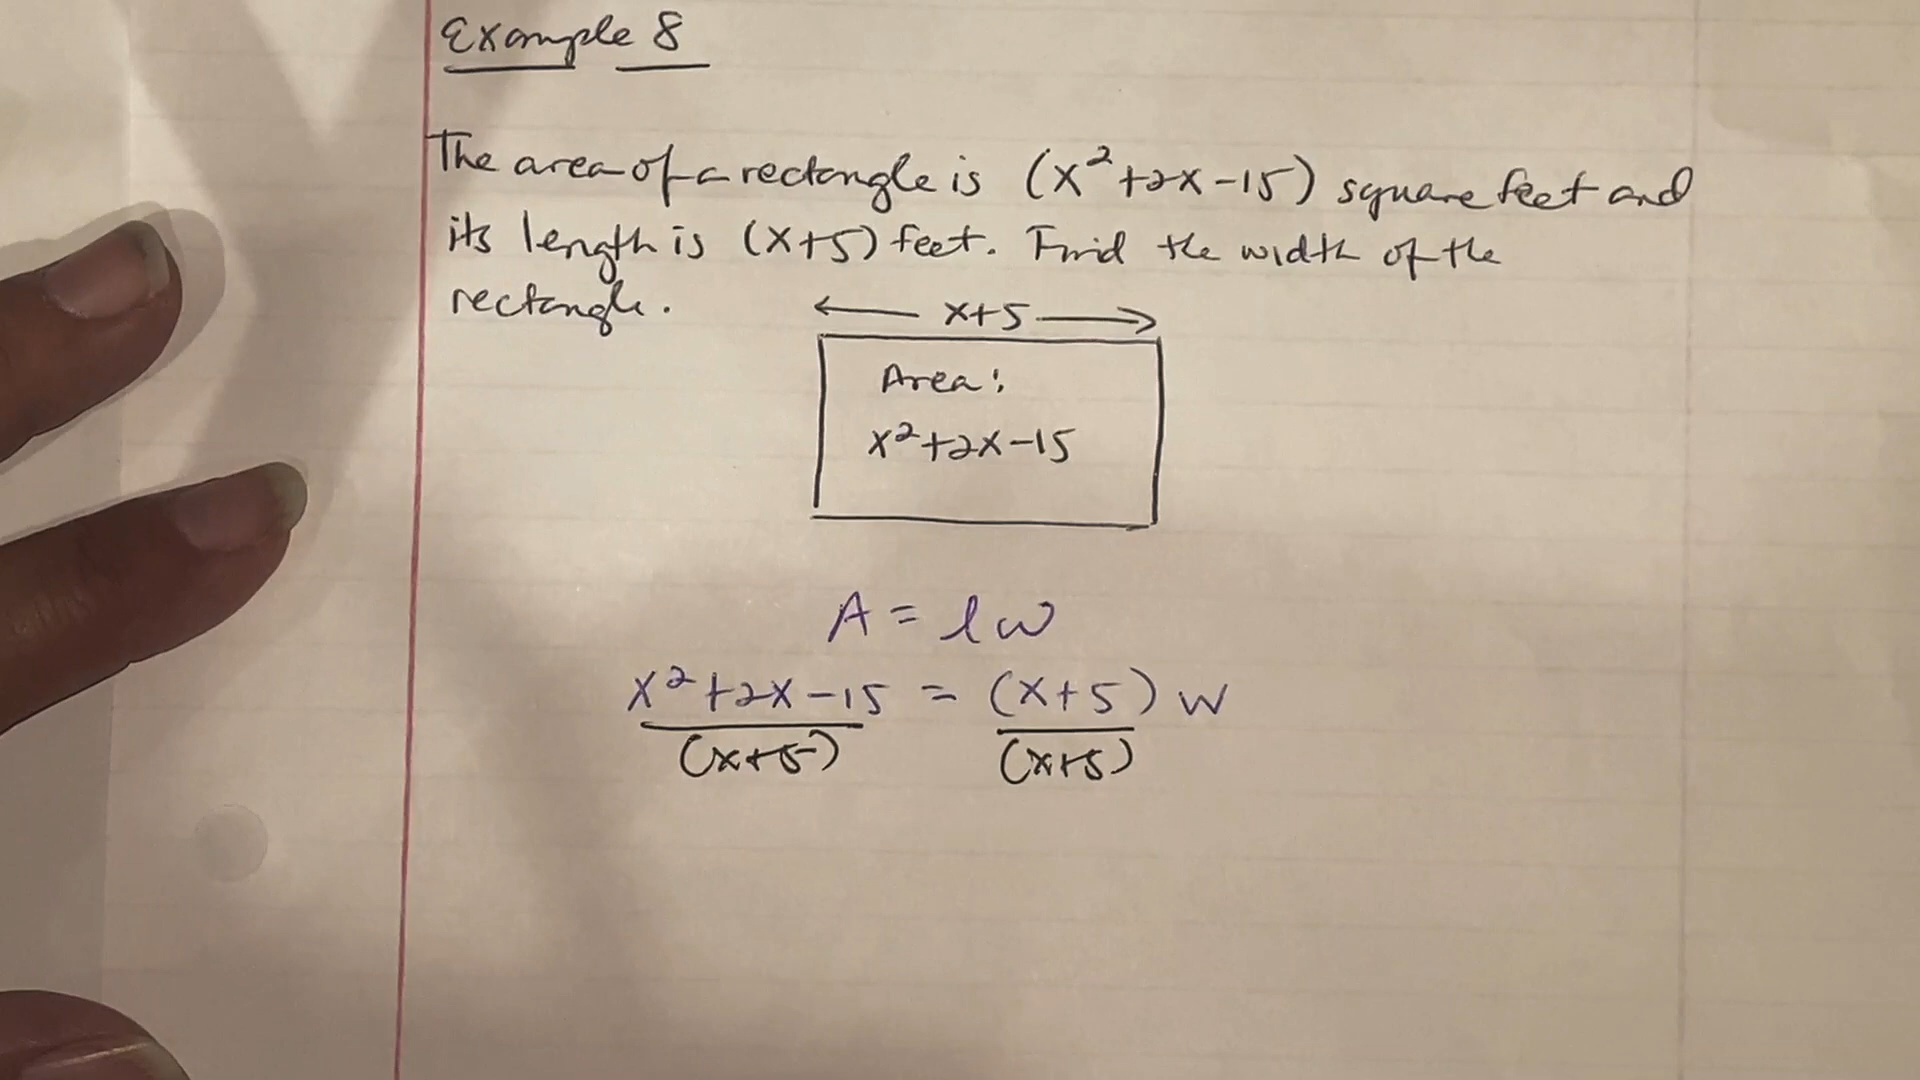 Example 8
The area of a rectangle is (x²+2x-15) square feet and
its length is (x+5) feet. Find the width of the
rectangle.
x+5
Area:
x²+2x-15
A = lw
x²+2x-15 = (x+5) w
(x+5) (x+5)